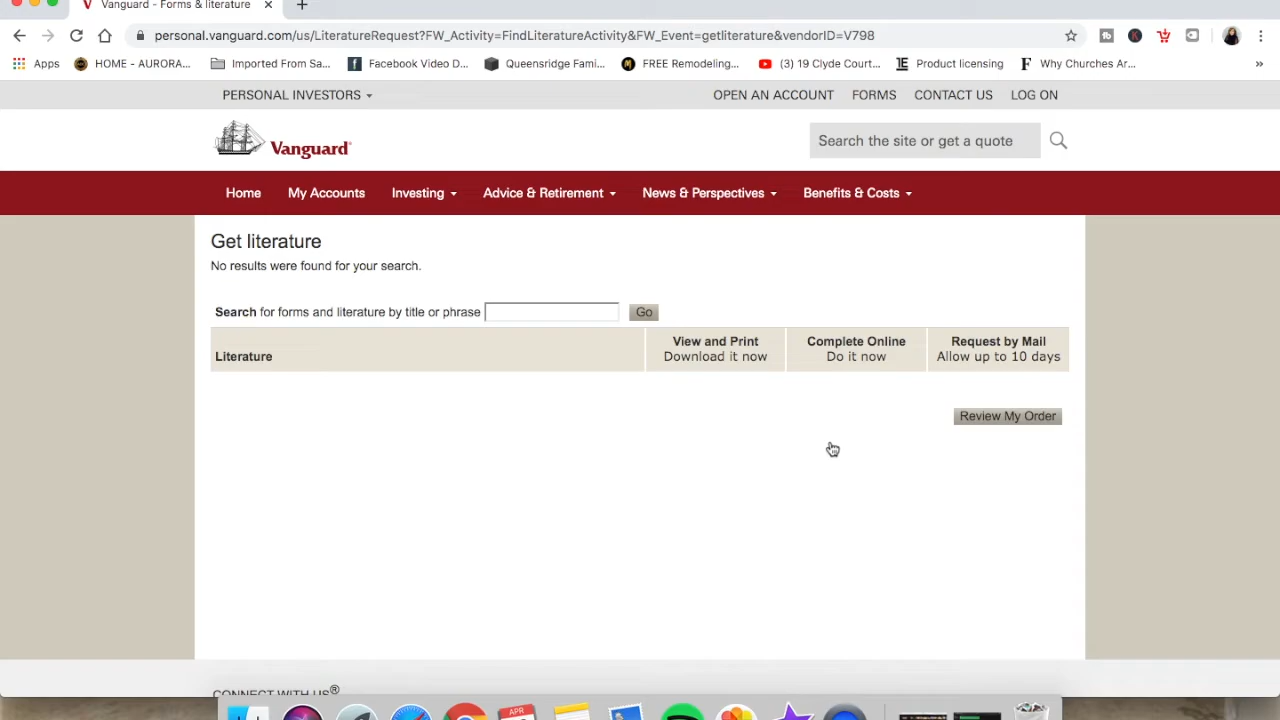 Vanguard - Forms & literature
personal.vanguard.com/us/LiteratureRequest?FW_Activity=FindLiteratureActivity&FW_Event=getliterature&vendorID=V798
Apps HOME - AURORA... Imported From Sa... Facebook Video D... Queensridge Fami... FREE Remodeling... (3) 19 Clyde Court... Product licensing Why Churches Ar... »
PERSONAL INVESTORS OPEN AN ACCOUNT FORMS CONTACT US LOG ON
Vanguard® Search the site or get a quote
Home My Accounts Investing Advice & Retirement News & Perspectives Benefits & Costs
Get literature
No results were found for your search.
Search for forms and literature by title or phrase Go
Literature
View and Print
Download it now
Complete Online
Do it now
Request by Mail
Allow up to 10 days
Review My Order
CONNECT WITH US®
APR